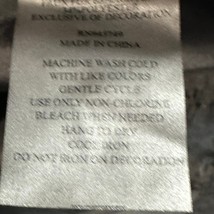 EXCLUSIVE OF DECORATION
MADE IN CHINA
MACHINE WASH COLD
WITH LIKE COLORS
GENTLE CYCLE
USE ONLY NON-CHLORINE
BLEACH WHEN NEEDED
HANG TO DRY
COOL IRON
DO NOT IRON ON DECORATION